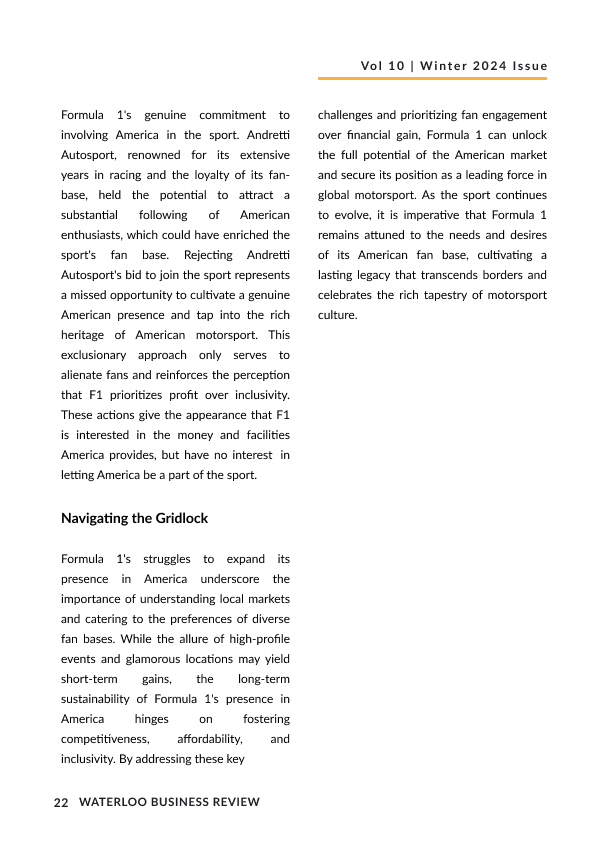 Vol 10 | Winter 2024 Issue
Formula 1's genuine commitment to
involving America in the sport. Andretti
Autosport, renowned for its extensive
years in racing and the loyalty of its fan-
base, held the potential to attract a
substantial following of American
enthusiasts, which could have enriched the
sport's fan base. Rejecting Andretti
Autosport's bid to join the sport represents
a missed opportunity to cultivate a genuine
American presence and tap into the rich
heritage of American motorsport. This
exclusionary approach only serves to
alienate fans and reinforces the perception
that F1 prioritizes profit over inclusivity.
These actions give the appearance that F1
is interested in the money and facilities
America provides, but have no interest in
letting America be a part of the sport.
Navigating the Gridlock
Formula 1's struggles to expand its
presence in America underscore the
importance of understanding local markets
and catering to the preferences of diverse
fan bases. While the allure of high-profile
events and glamorous locations may yield
short-term gains, the long-term
sustainability of Formula 1's presence in
America hinges on fostering
competitiveness, affordability, and
inclusivity. By addressing these key
challenges and prioritizing fan engagement
over financial gain, Formula 1 can unlock
the full potential of the American market
and secure its position as a leading force in
global motorsport. As the sport continues
to evolve, it is imperative that Formula 1
remains attuned to the needs and desires
of its American fan base, cultivating a
lasting legacy that transcends borders and
celebrates the rich tapestry of motorsport
culture.
22 WATERLOO BUSINESS REVIEW